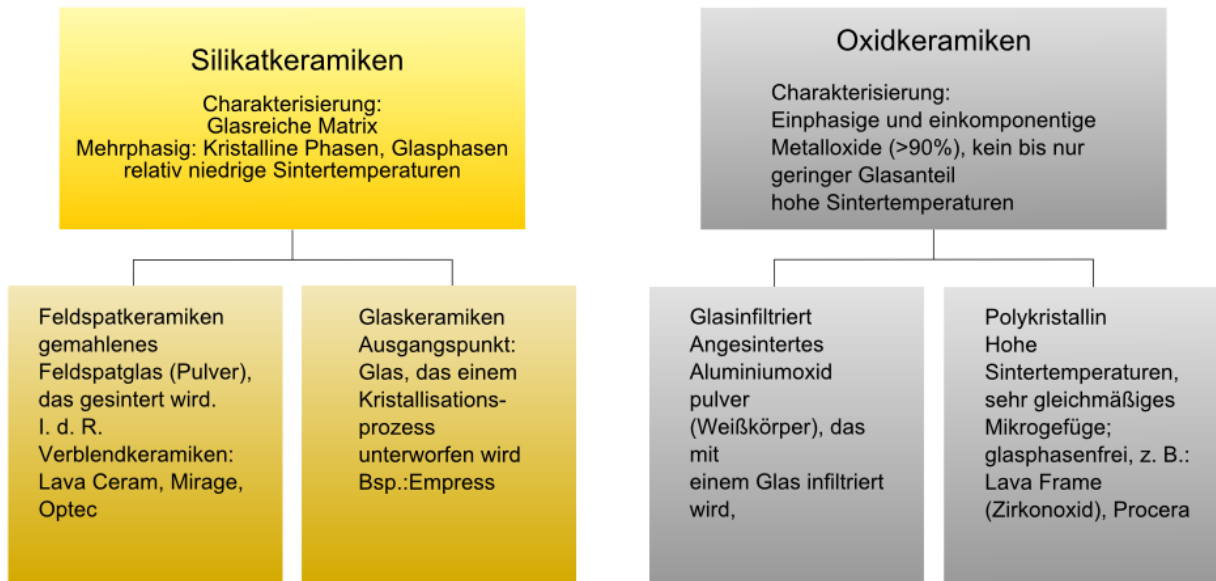 Silikatkeramiken
Charakterisierung:
Glasreiche Matrix
Mehrphasig: Kristalline Phasen, Glasphasen
relativ niedrige Sintertemperaturen
Oxidkeramiken
Charakterisierung:
Einphasige und einkomponentige
Metalloxide (>90%), kein bis nur
geringer Glasanteil
hohe Sintertemperaturen
Feldspatkeramiken
gemahlenes
Feldspatglas (Pulver),
das gesintert wird.
I. d. R.
Verblendkeramiken:
Lava Ceram, Mirage,
Optec
Glaskeramiken
Ausgangspunkt:
Glas, das einem
Kristallisations-
prozess
unterworfen wird
Bsp.:Empress
Glasinfiltriert
Angesintertes
Aluminiumoxid
pulver
(Weißkörper), das
mit
einem Glas infiltriert
wird,
Polykristallin
Hohe
Sintertemperaturen,
sehr gleichmäßiges
Mikrogefüge;
glasphasenfrei, z. B.:
Lava Frame
(Zirkonoxid), Procera